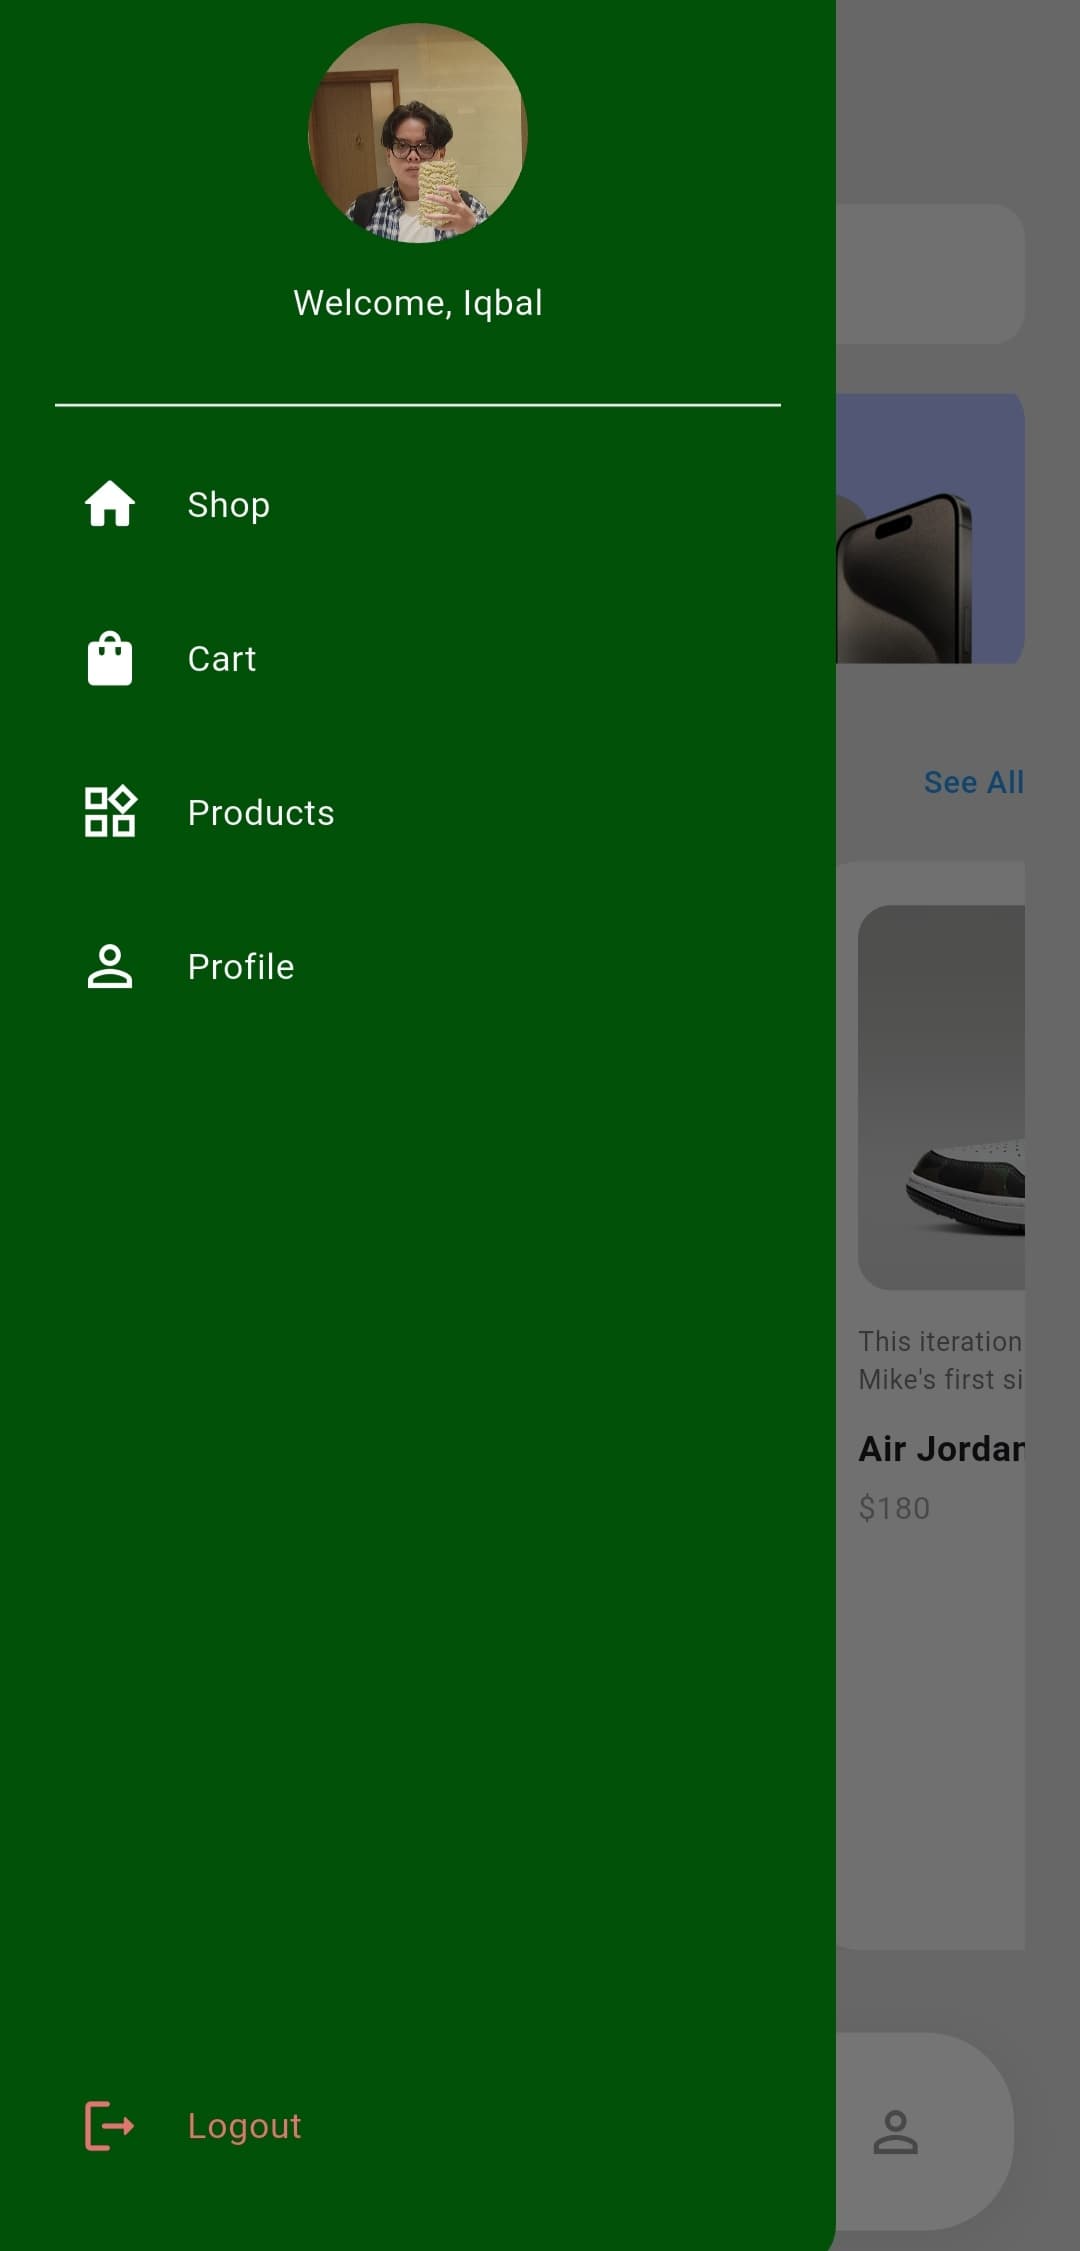 Welcome, Iqbal
Shop
Cart
Products
Profile
Logout
See All
This iteration
Mike's first si
Air Jordan
$180